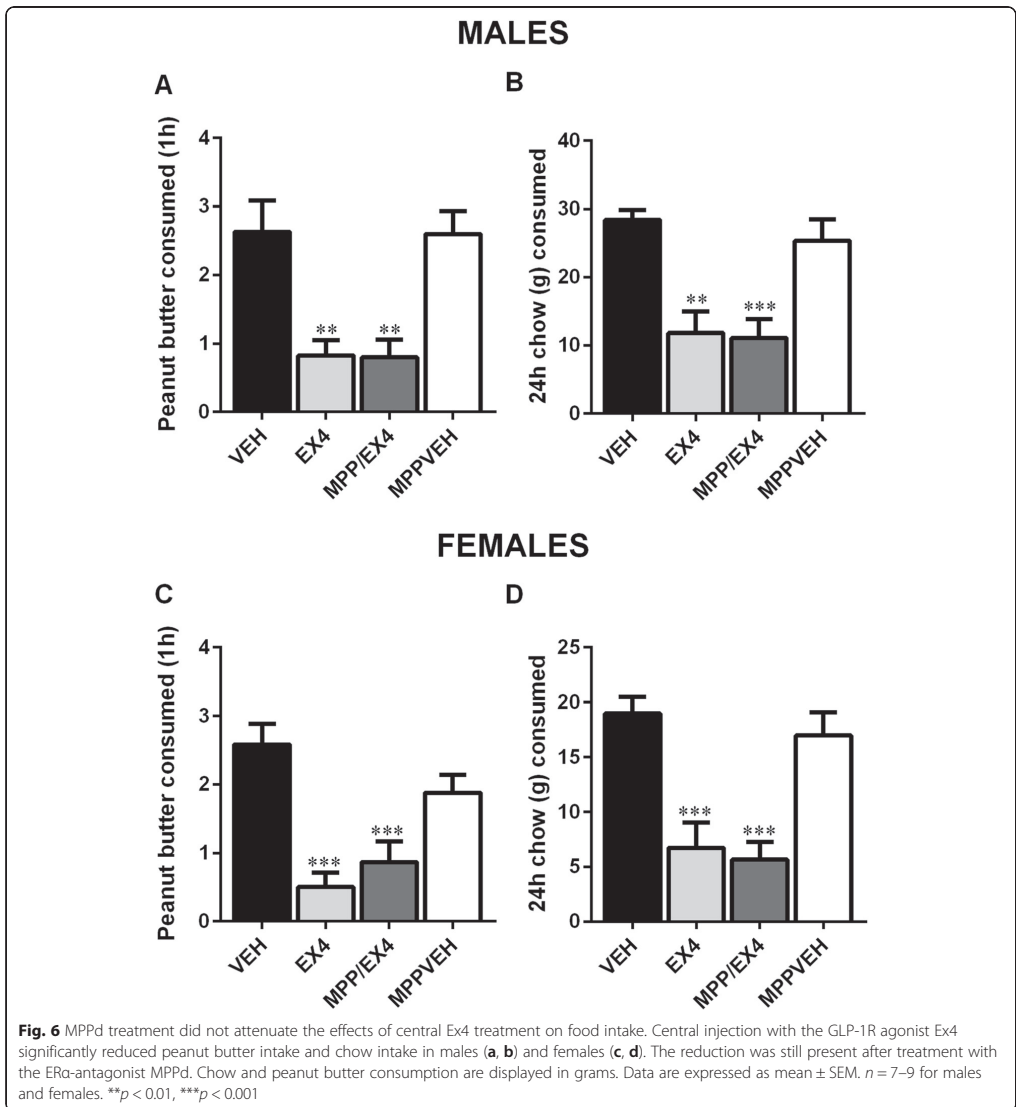 MALES
A
B
Peanut butter consumed (1h)
4
3
2
1
0
**
**
VEH
EX4
MPP/EX4
MPPVEH
24h chow (g) consumed
40
30
20
10
0
**
***
VEH
EX4
MPP/EX4
MPPVEH
FEMALES
C
D
Peanut butter consumed (1h)
4
3
2
1
0
***
***
VEH
EX4
MPP/EX4
MPPVEH
24h chow (g) consumed
25
20
15
10
5
0
***
***
VEH
EX4
MPP/EX4
MPPVEH
Fig. 6 MPPd treatment did not attenuate the effects of central Ex4 treatment on food intake. Central injection with the GLP-1R agonist Ex4
significantly reduced peanut butter intake and chow intake in males (a, b) and females (c, d). The reduction was still present after treatment with
the ERα-antagonist MPPd. Chow and peanut butter consumption are displayed in grams. Data are expressed as mean ± SEM. n = 7–9 for males
and females. **p < 0.01, ***p < 0.001